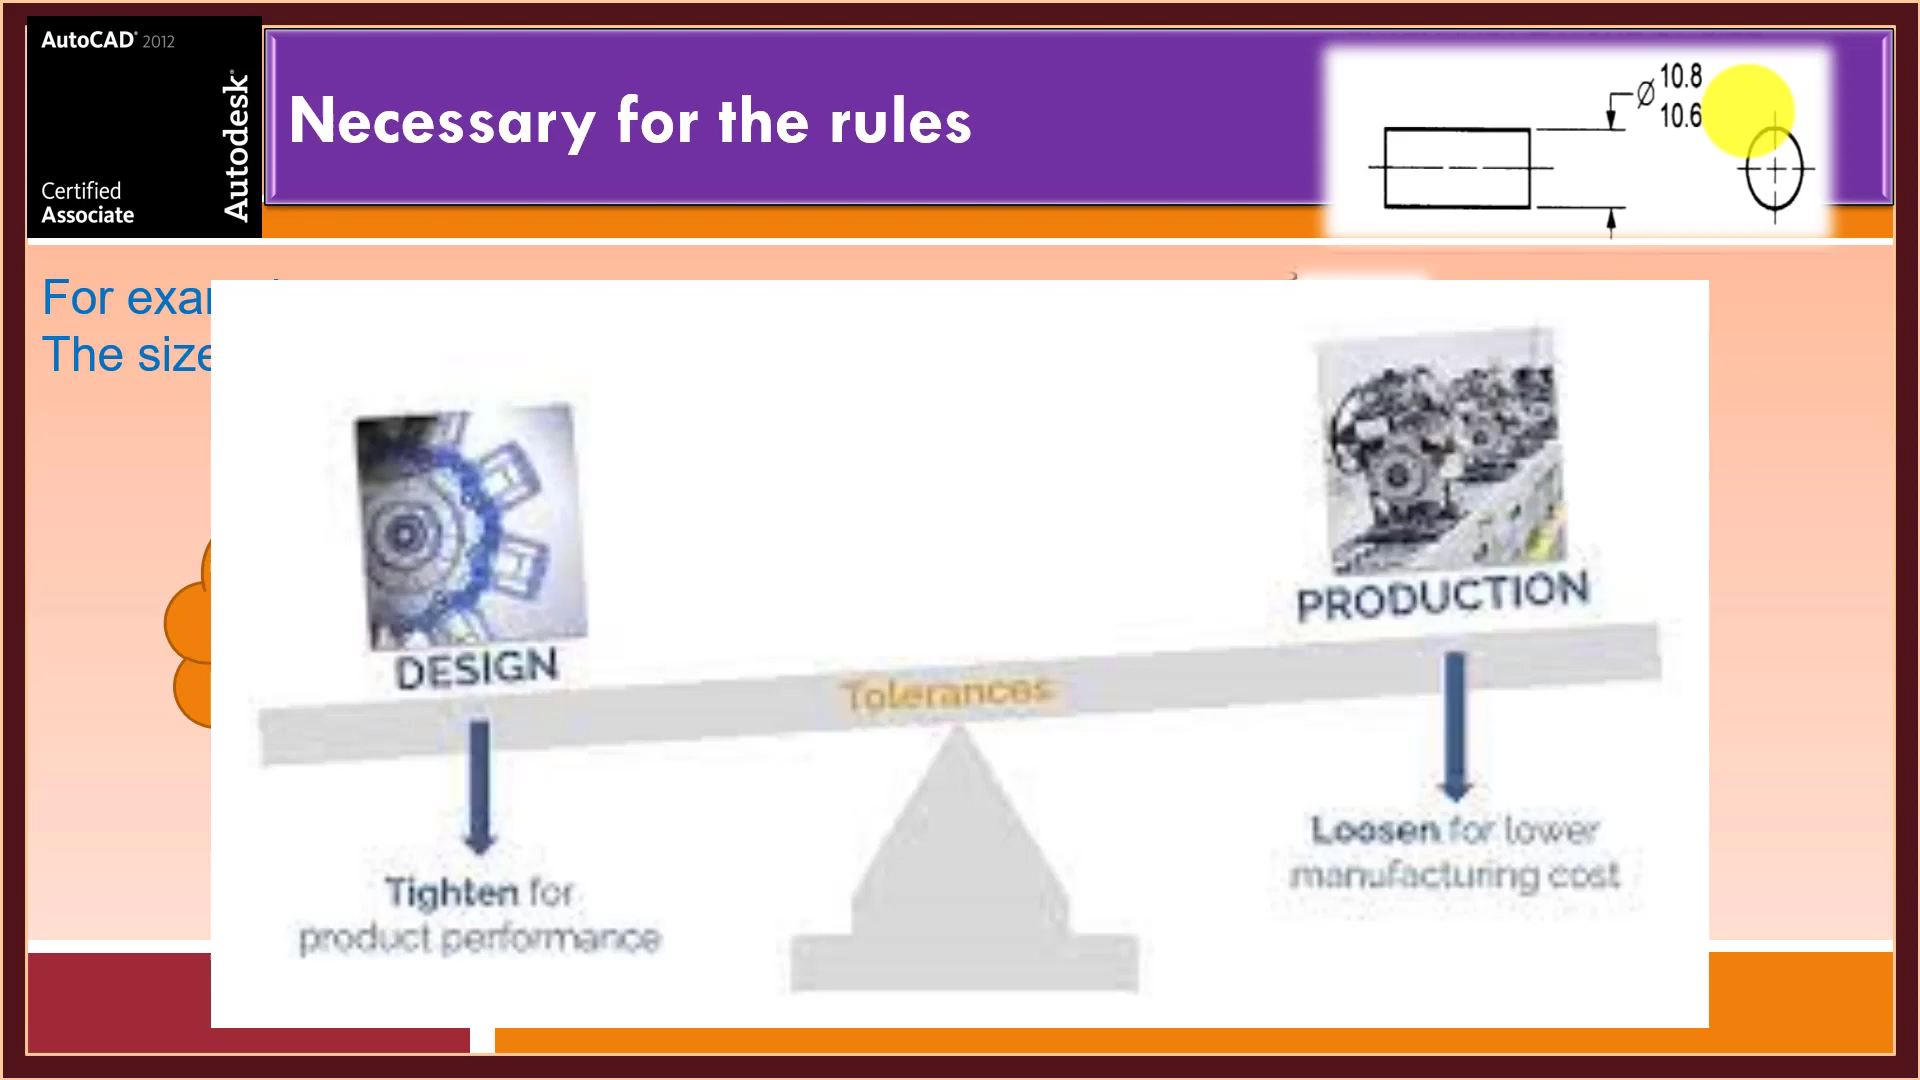 AutoCAD® 2012
Autodesk®
Certified
Associate
Necessary for the rules
Ø 10.8
10.6
For exa
The size
DESIGN
PRODUCTION
Tolerances
Tighten for
product performance
Loosen for lower
manufacturing cost